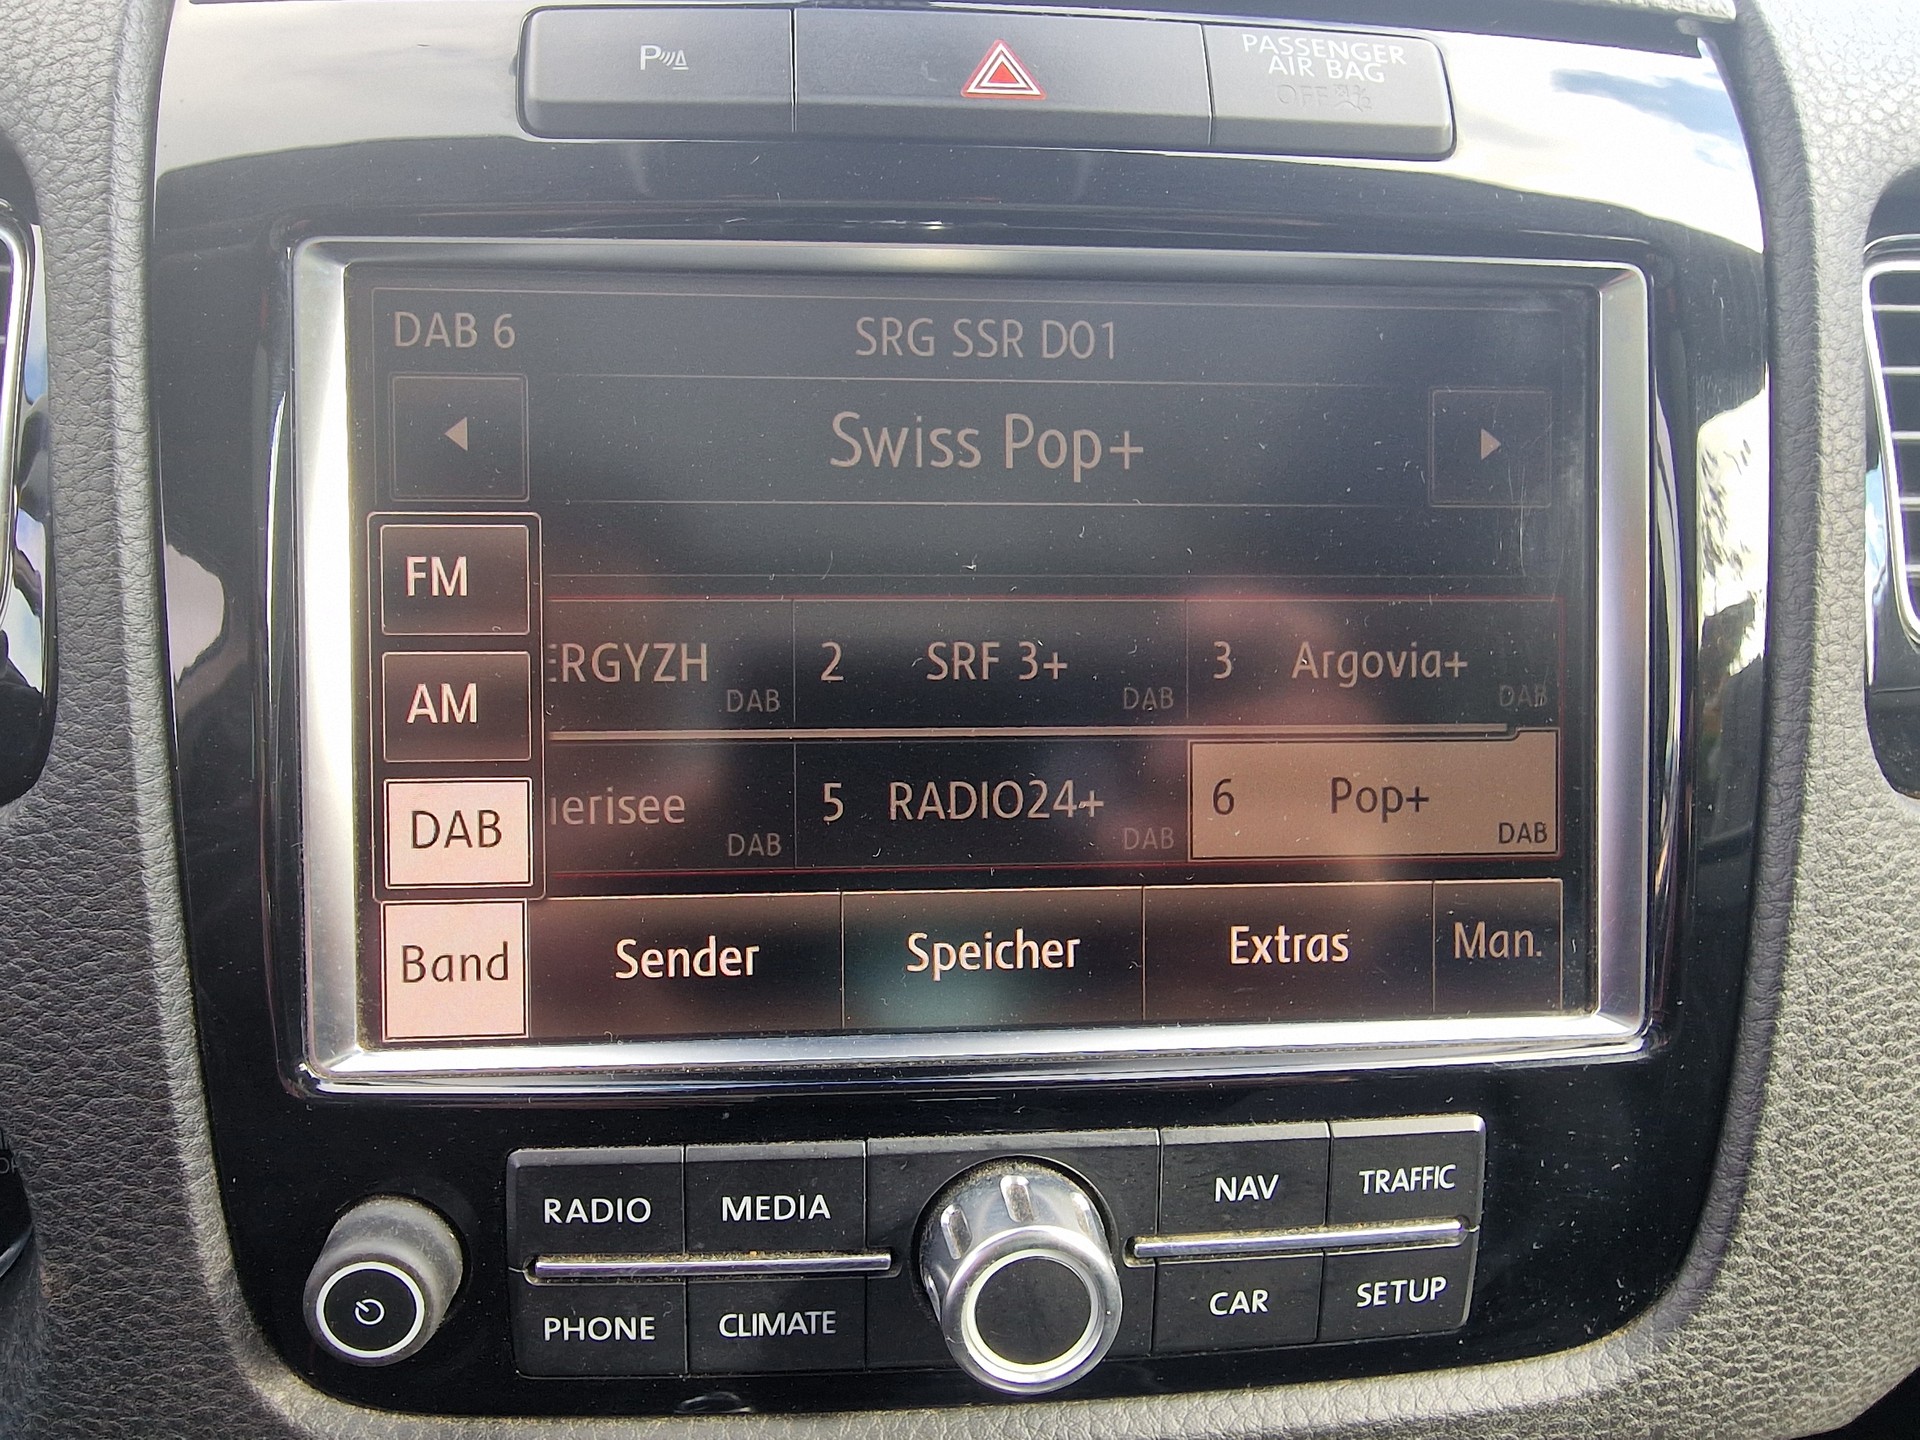 P
PASSENGER
AIR BAG
OFF
DAB 6
SRG SSR D01
Swiss Pop+
FM
AM
DAB
Band
ERGYZH
DAB
2 SRF 3+
DAB
3 Argovia+
DAB
erisee
DAB
5 RADIO24+
DAB
6 Pop+
DAB
Sender
Speicher
Extras
Man.
RADIO
MEDIA
NAV
TRAFFIC
PHONE
CLIMATE
CAR
SETUP